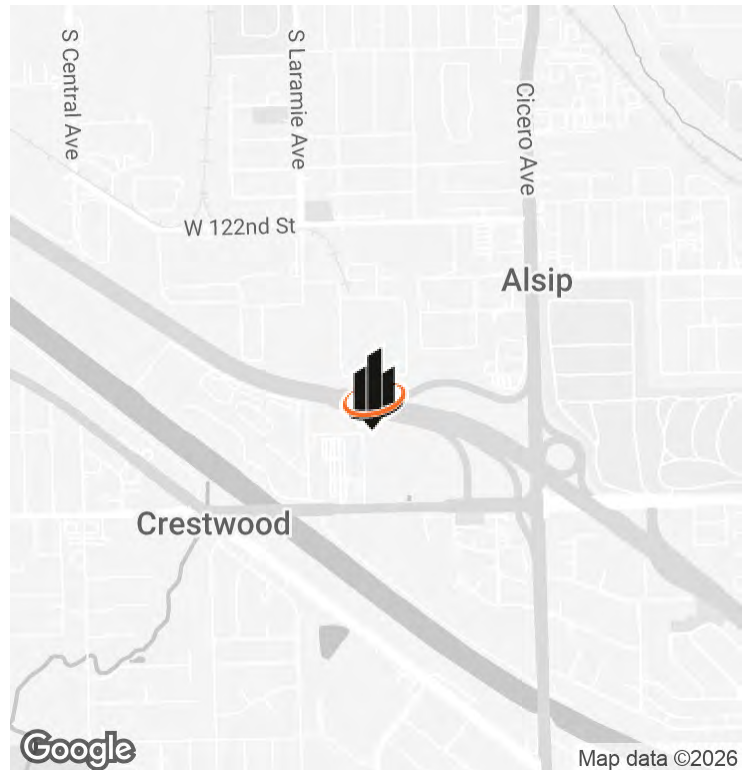 S Central Ave
S Laramie Ave
Cicero Ave
W 122nd St
Alsip
Crestwood
Google
Map data ©2026